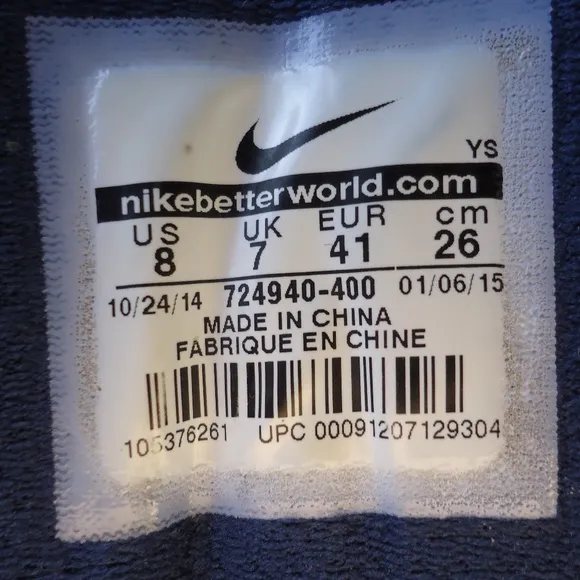 YS
nikebetterworld.com
US UK EUR cm
8 7 41 26
10/24/14 724940-400 01/06/15
MADE IN CHINA
FABRIQUE EN CHINE
105376261 UPC 00091207129304